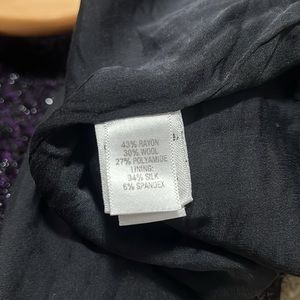 43% RAYON
30% WOOL
27% POLYAMIDE
LINING:
94% SILK
6% SPANDEX